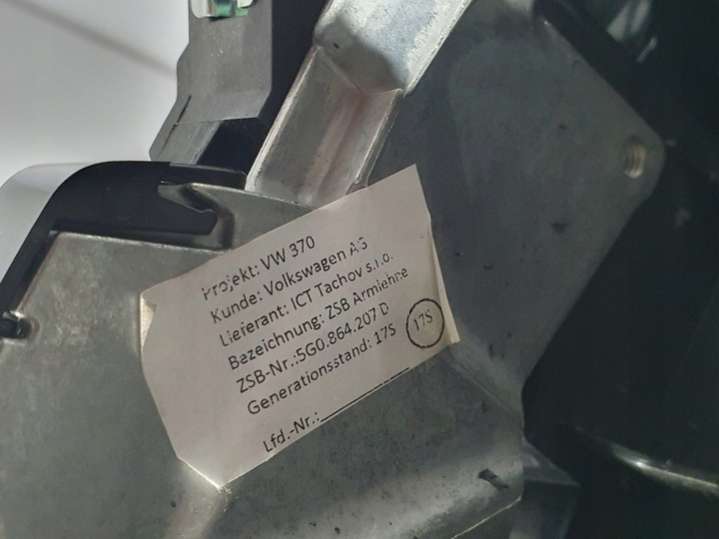 Projekt: VW 370
Kunde: Volkswagen AG
Lieferant: ICT Tachov s.r.o.
Bezeichnung: ZSB Armlehne
ZSB-Nr.:5G0.864.207 D
Generationsstand: 17S
17S
Lfd.-Nr.: